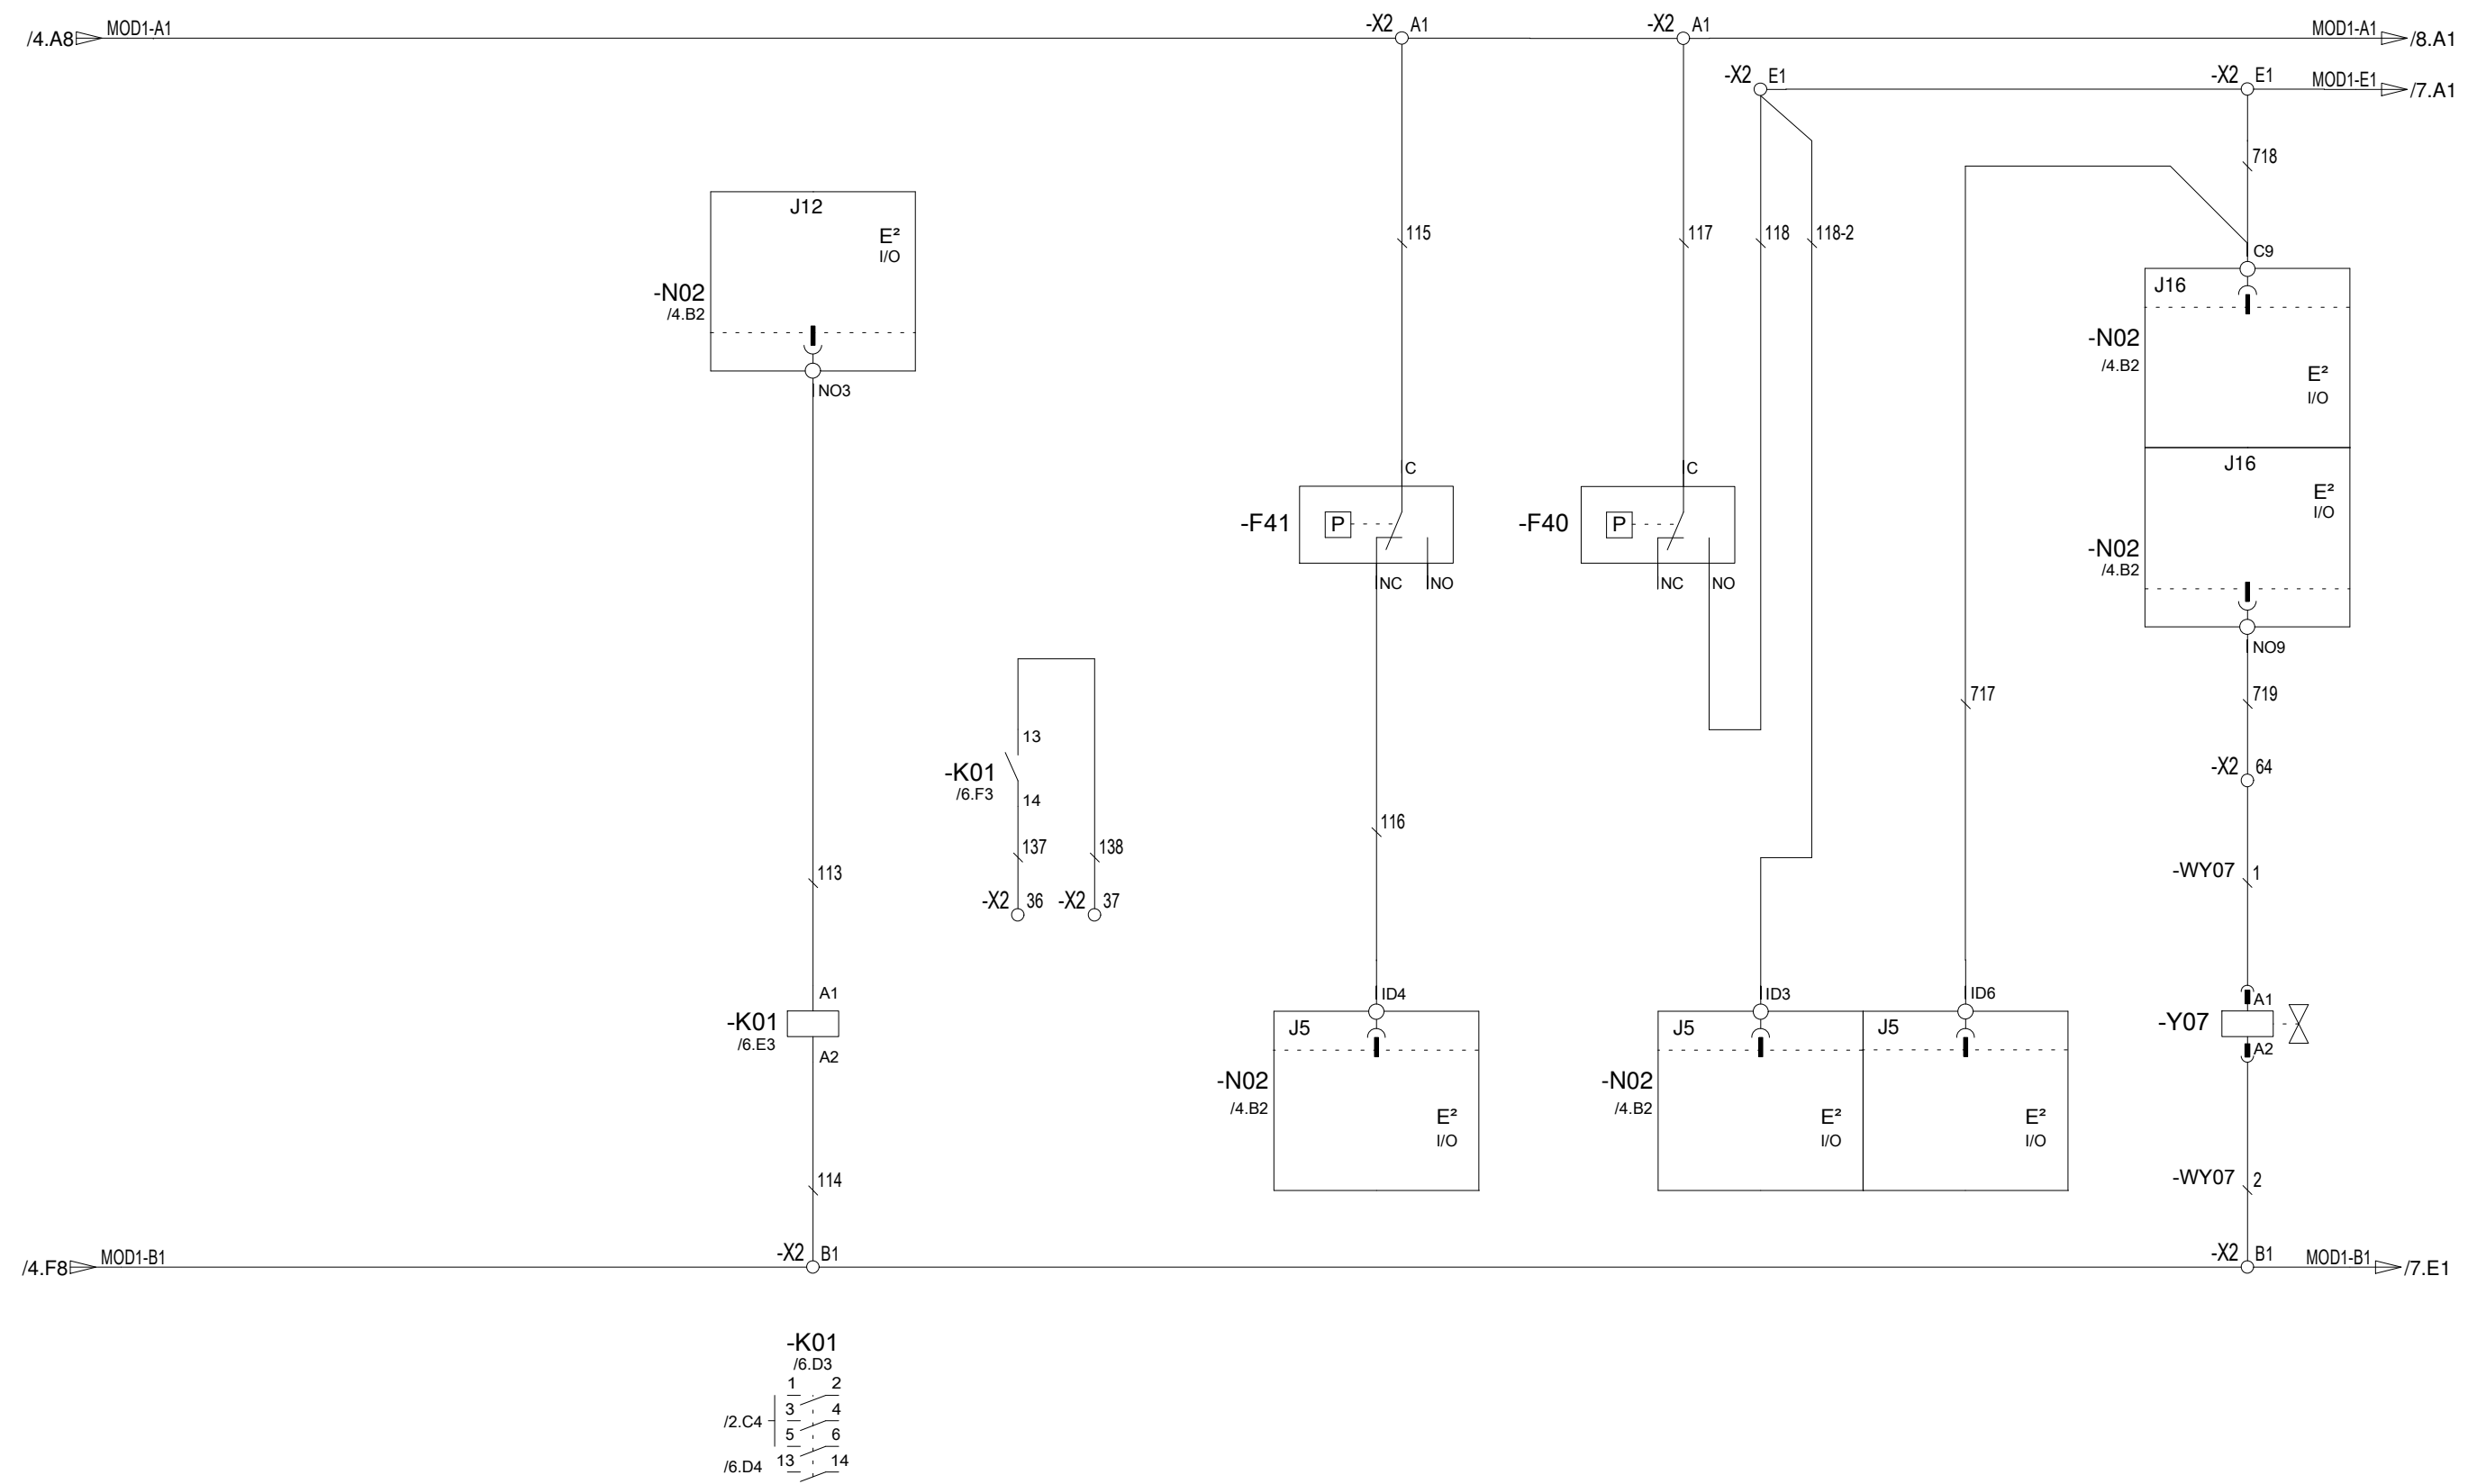 -X2 A1
-X2 A1
/4.A8 MOD1-A1
MOD1-A1 /8.A1
-X2 E1
-X2 E1
MOD1-E1 /7.A1
718
J12
E²
I/O
-N02
/4.B2
NO3
115
117
118
118-2
C9
J16
-N02
/4.B2
E²
I/O
J16
E²
I/O
-N02
/4.B2
NO9
C
-F41
P
NC
NO
C
-F40
P
NC
NO
717
719
-X2 64
13
-K01
/6.F3
14
137
138
-X2 36
-X2 37
116
113
-WY07 1
A1
-K01
/6.E3
A2
ID4
J5
-N02
/4.B2
E²
I/O
ID3
J5
-N02
/4.B2
E²
I/O
ID6
J5
E²
I/O
A1
-Y07
A2
114
-WY07 2
/4.F8 MOD1-B1
-X2 B1
-X2 B1
MOD1-B1 /7.E1
-K01
/6.D3
1 2
3 4
/2.C4
5 6
/6.D4 13 14